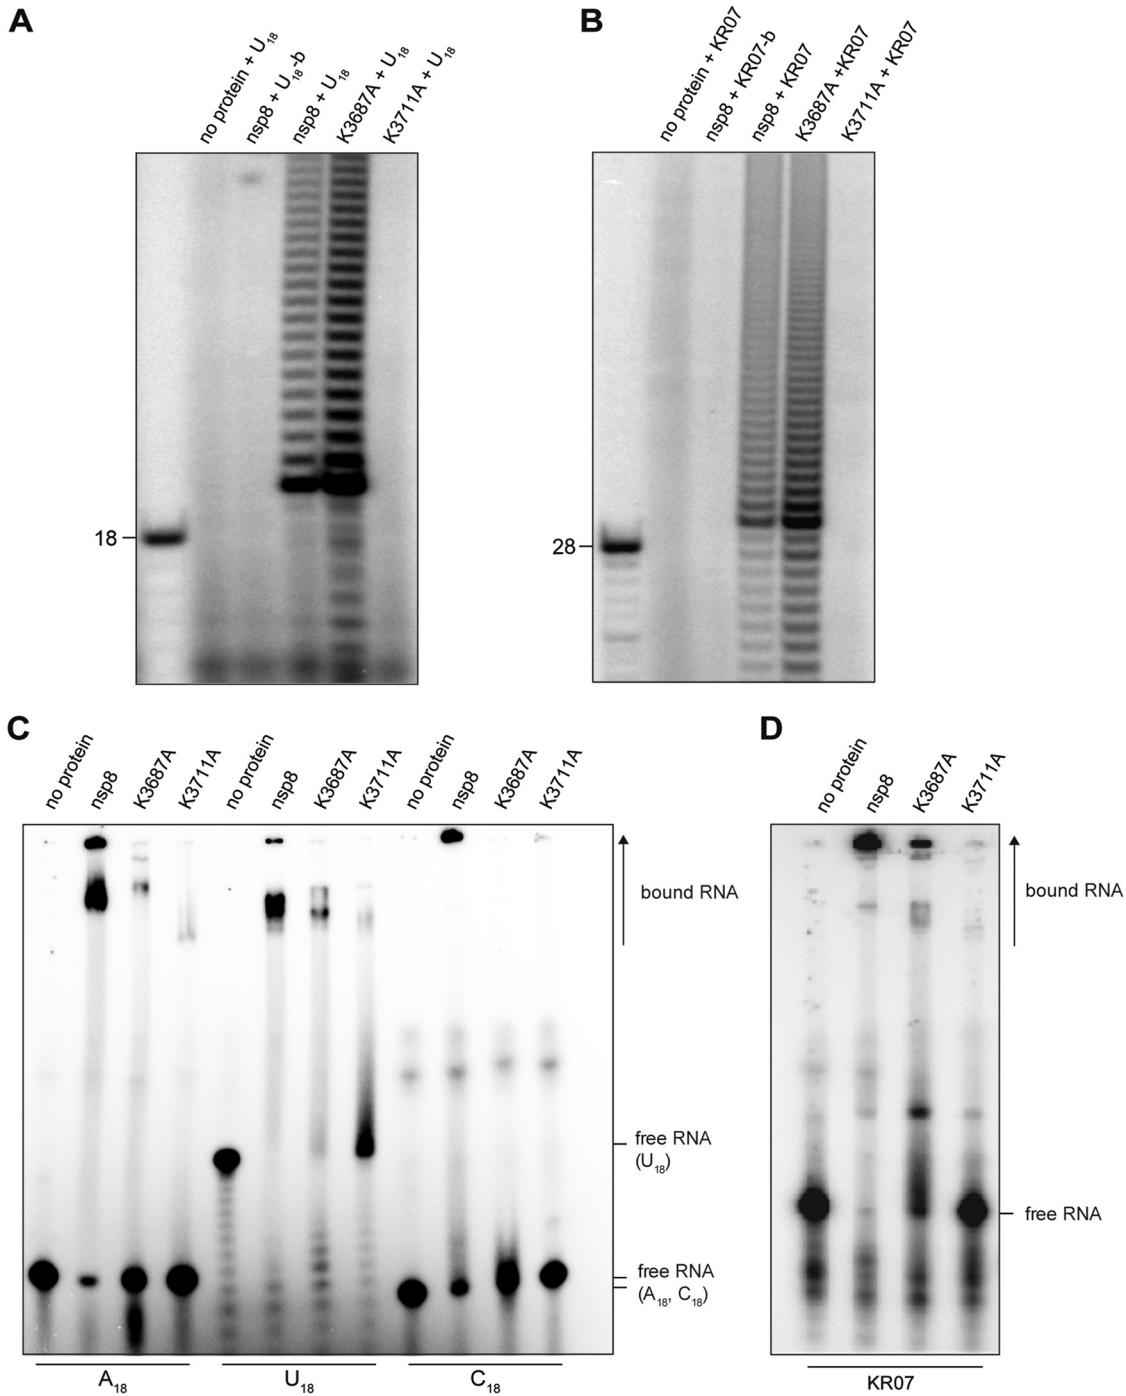 A
no protein + U18
nsp8 + U18-b
nsp8 + U18
K3687A + U18
K3711A + U18
18
B
no protein + KR07
nsp8 + KR07-b
nsp8 + KR07
K3687A +KR07
K3711A + KR07
28
C
no protein
nsp8
K3687A
K3711A
no protein
nsp8
K3687A
K3711A
no protein
nsp8
K3687A
K3711A
bound RNA
free RNA
(U18)
free RNA
(A18, C18)
A18
U18
C18
D
no protein
nsp8
K3687A
K3711A
bound RNA
free RNA
KR07